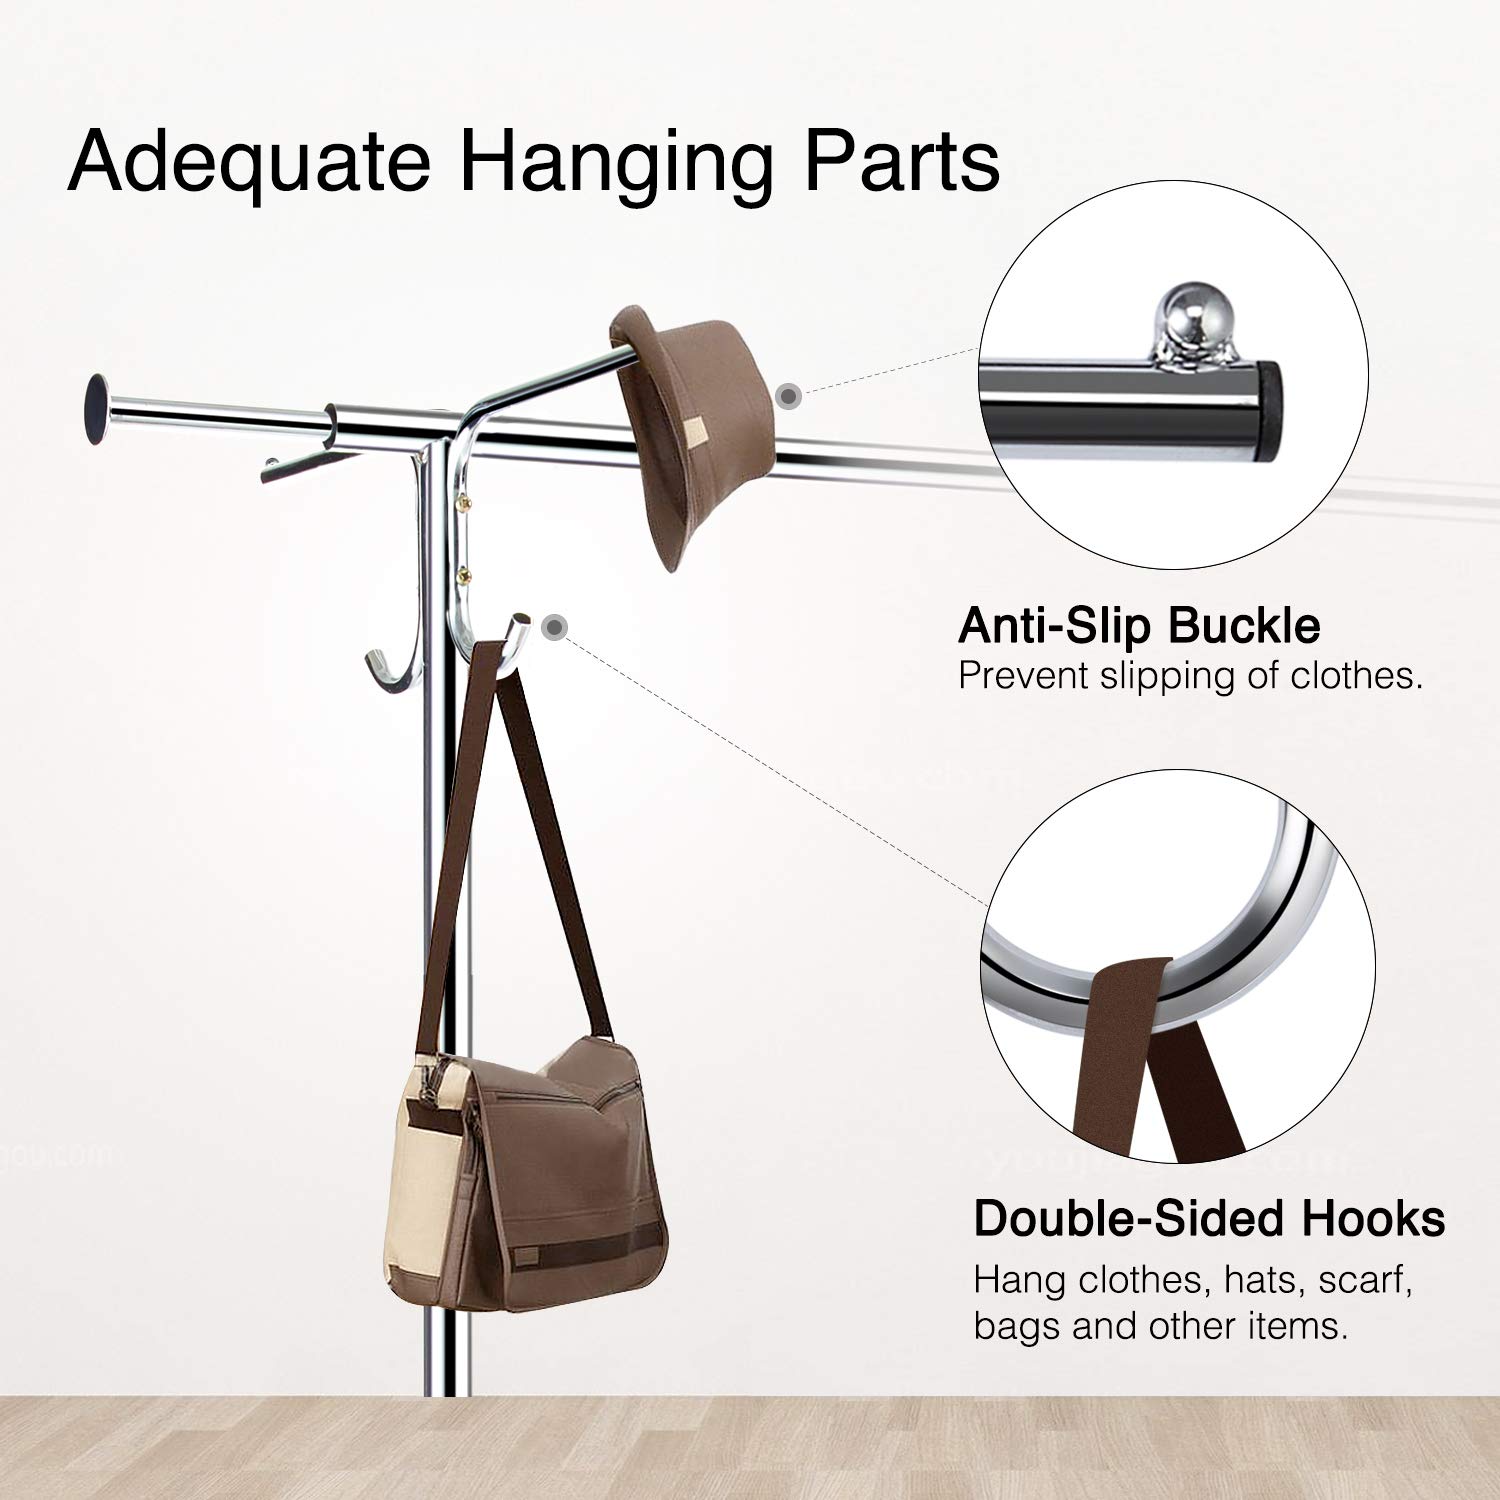 Adequate Hanging Parts
Anti-Slip Buckle
Prevent slipping of clothes.
Double-Sided Hooks
Hang clothes, hats, scarf,
bags and other items.